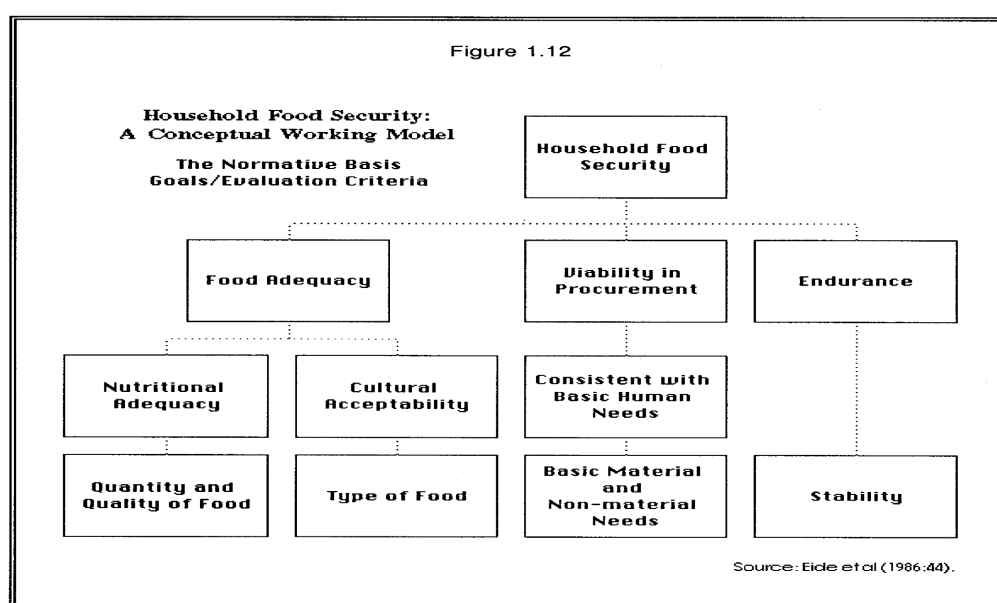 Figure 1.12
Household Food Security:
A Conceptual Working Model
The Normative Basis
Goals/Evaluation Criteria
Household Food
Security
Food Adequacy
Viability in
Procurement
Endurance
Nutritional
Adequacy
Cultural
Acceptability
Consistent with
Basic Human
Needs
Quantity and
Quality of Food
Type of Food
Basic Material
and
Non-material
Needs
Stability
Source: Eide et al (1986:44).